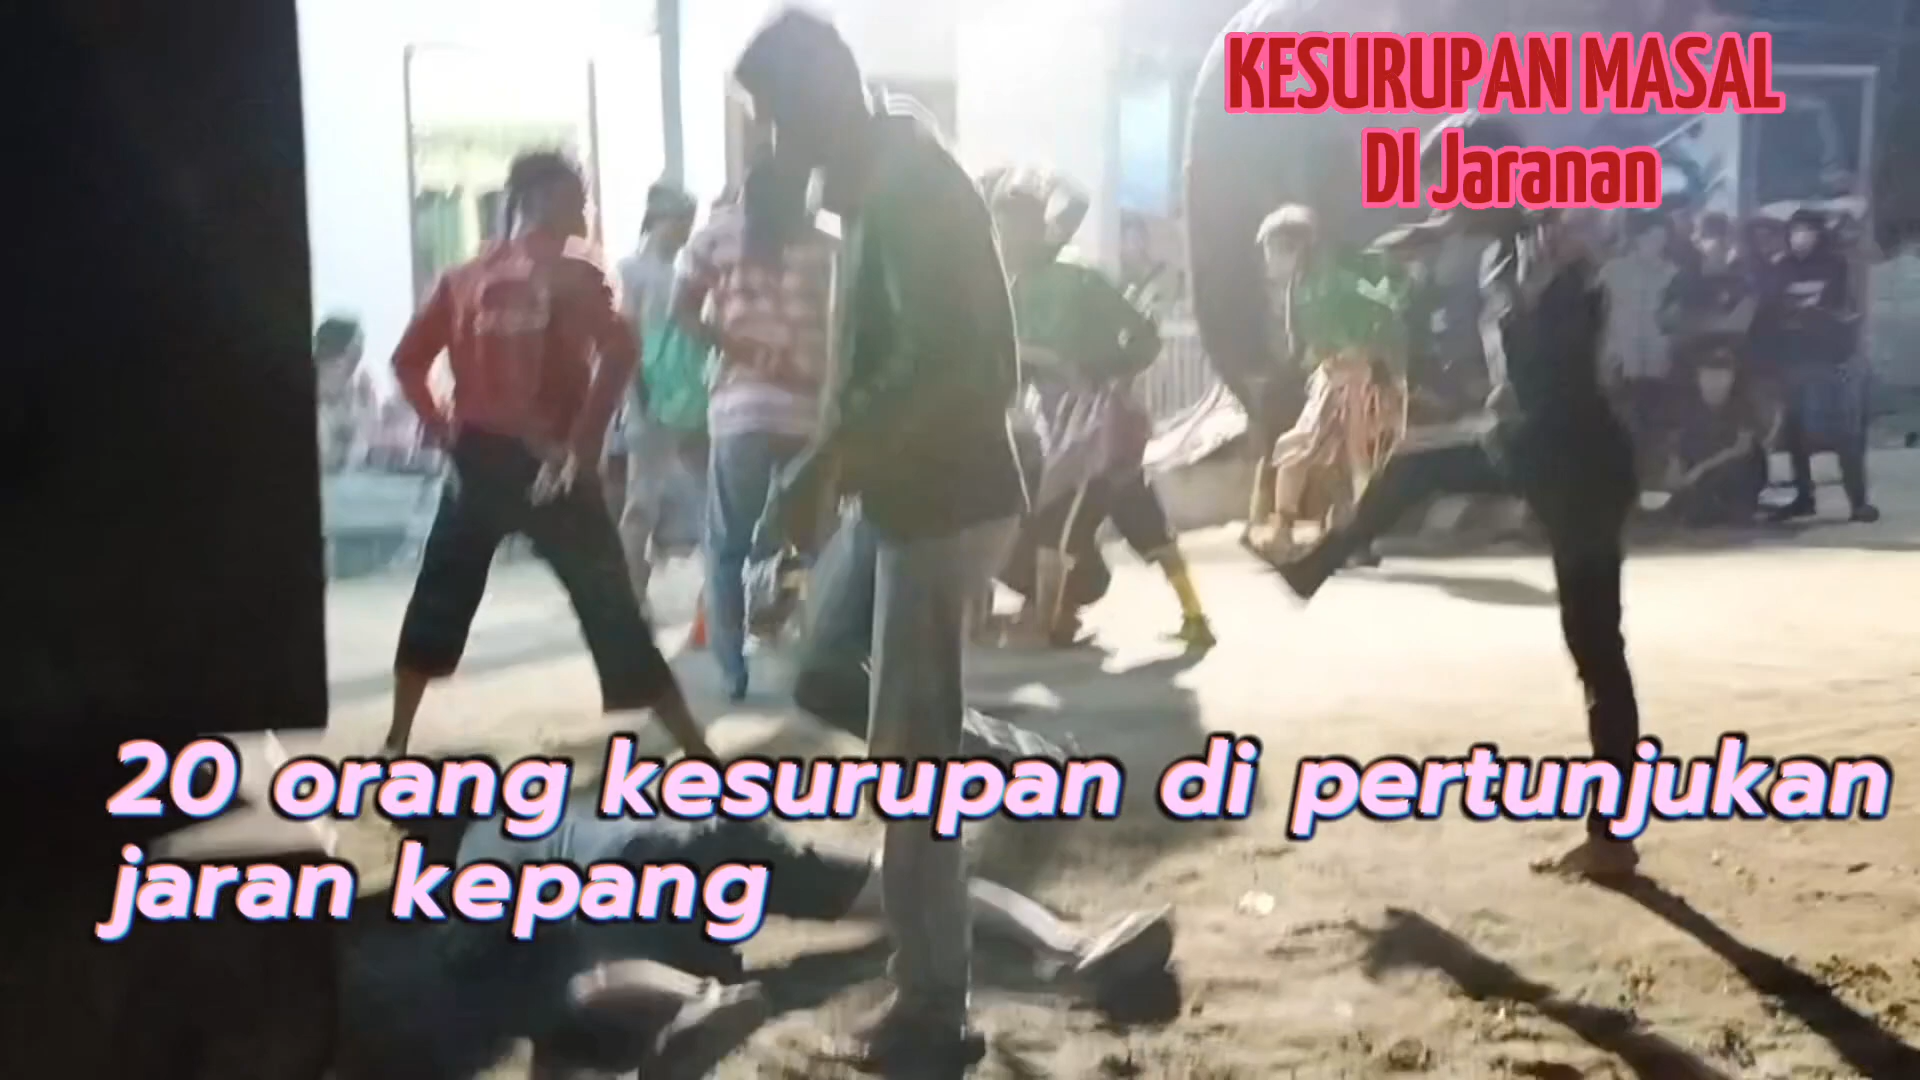 KESURUPAN MASAL
DI Jaranan
20 orang kesurupan di pertunjukan
jaran kepang